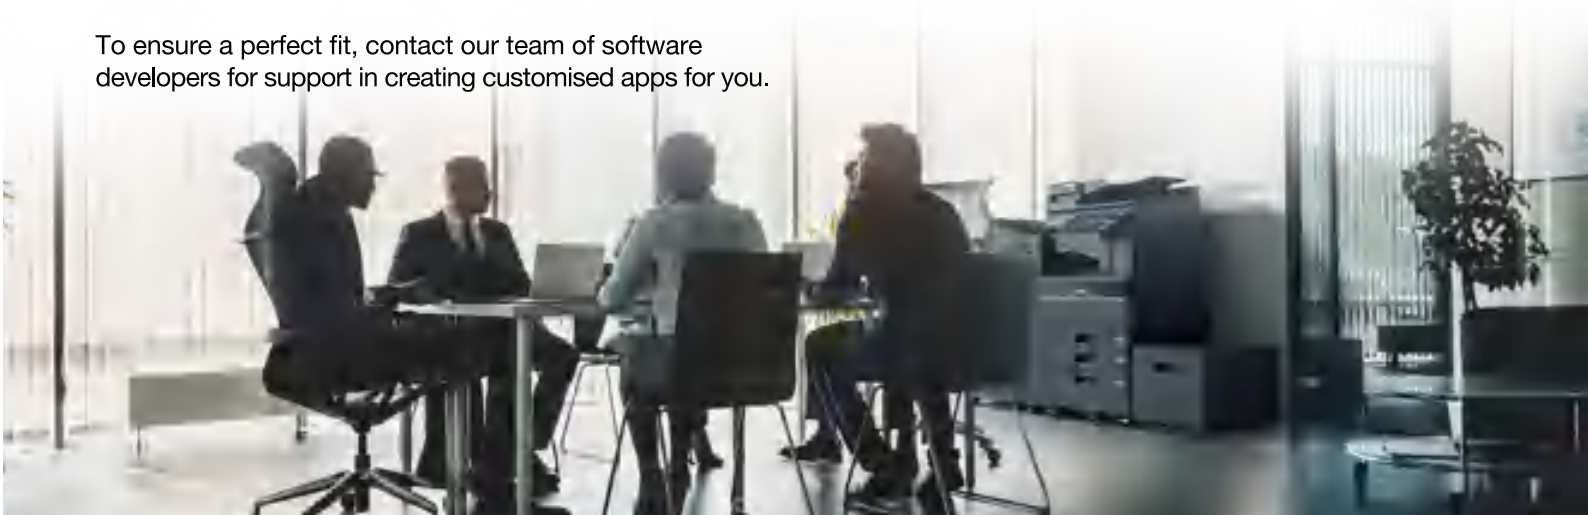 To ensure a perfect fit, contact our team of software
developers for support in creating customised apps for you.